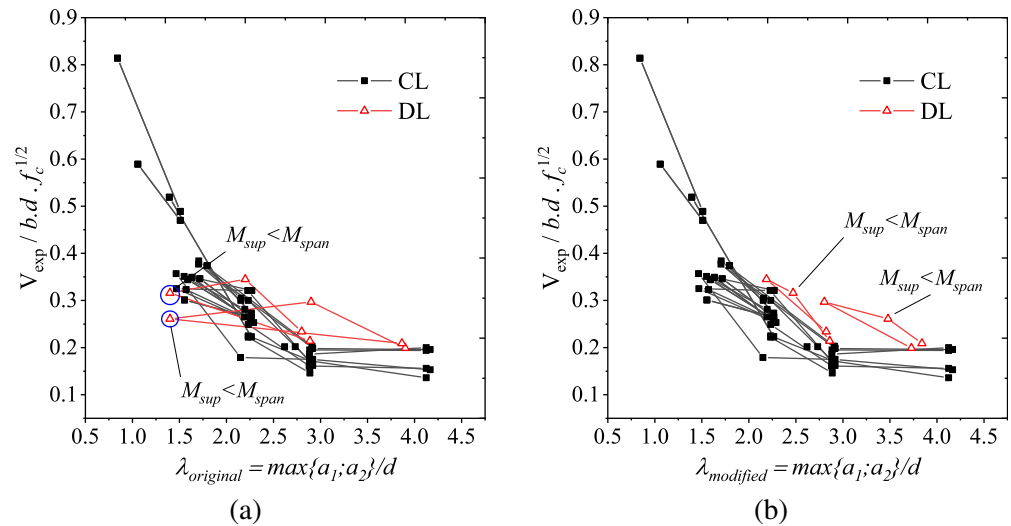 0.9
0.8
0.7
0.6
0.5
0.4
0.3
0.2
0.1
V_exp / b.d . f_c^1/2
CL
DL
M_sup<M_span
M_sup<M_span
0.5 1.0 1.5 2.0 2.5 3.0 3.5 4.0 4.5
λ_original = max{a_1;a_2}/d
(a)
0.9
0.8
0.7
0.6
0.5
0.4
0.3
0.2
0.1
V_exp / b.d . f_c^1/2
CL
DL
M_sup<M_span
M_sup<M_span
0.5 1.0 1.5 2.0 2.5 3.0 3.5 4.0 4.5
λ_modified = max{a_1;a_2}/d
(b)